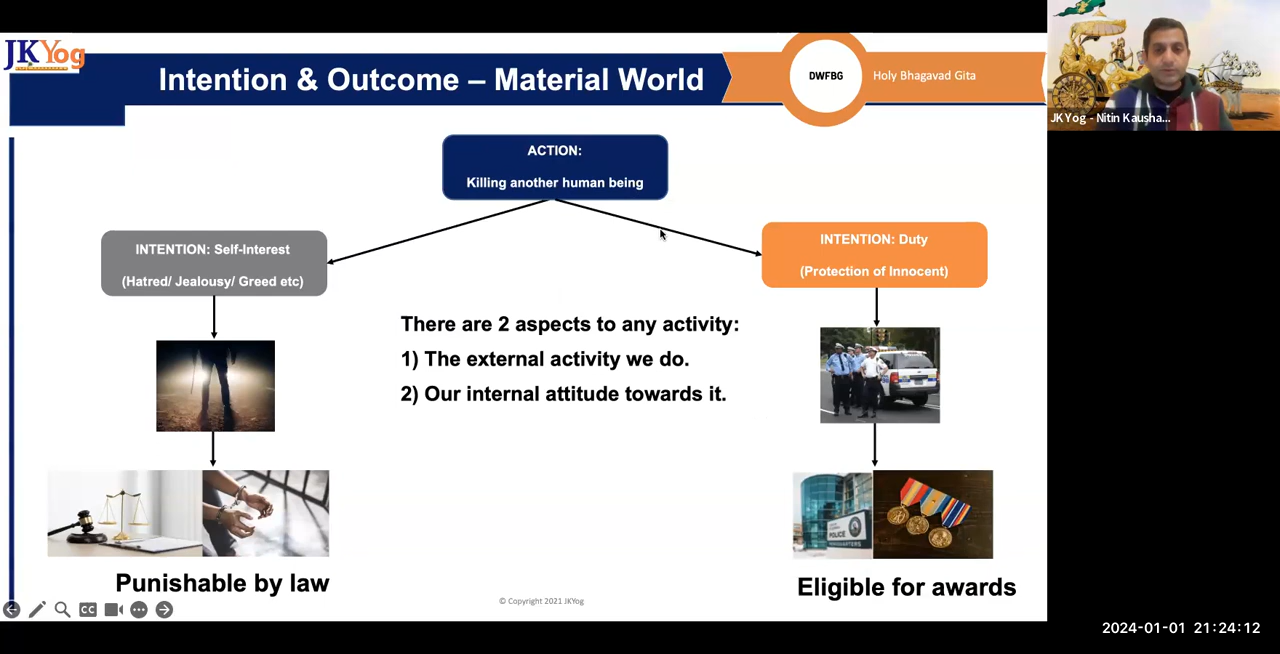 JKYog
Intention & Outcome – Material World
DWFBG
Holy Bhagavad Gita
JKYog - Nitin Kausha...
ACTION:
Killing another human being
INTENTION: Self-Interest
(Hatred/ Jealousy/ Greed etc)
INTENTION: Duty
(Protection of Innocent)
There are 2 aspects to any activity:
1) The external activity we do.
2) Our internal attitude towards it.
POLICE
HEADQUARTERS
Punishable by law
Eligible for awards
© Copyright 2021 JKYog
CC
2024-01-01 21:24:12